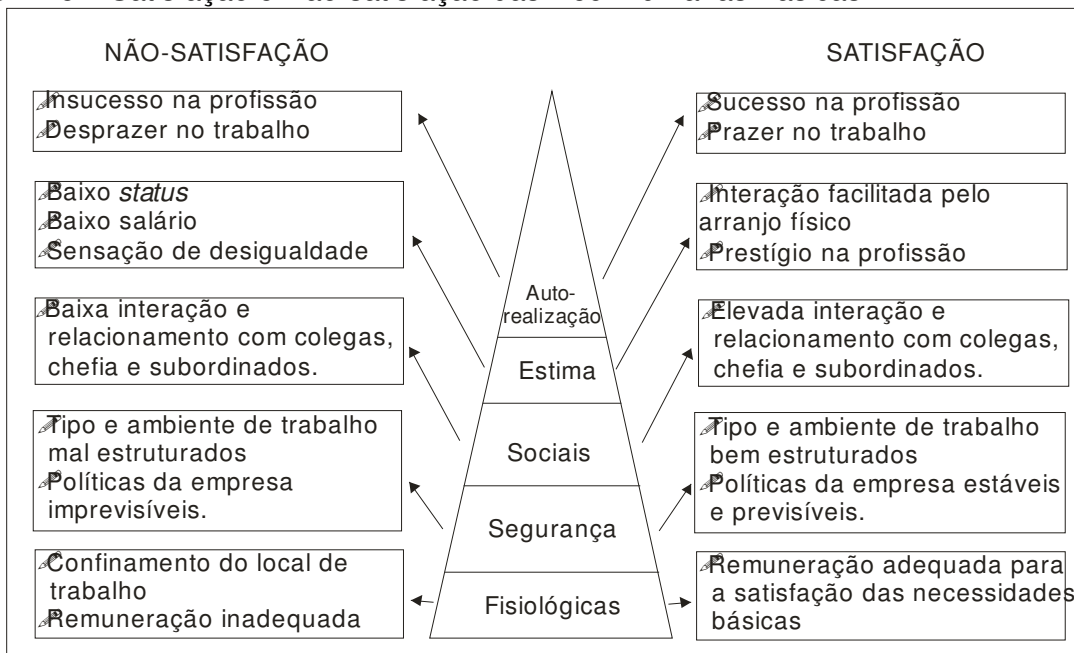 NÃO-SATISFAÇÃO
SATISFAÇÃO
Insucesso na profissão
Desprazer no trabalho
Sucesso na profissão
Prazer no trabalho
Baixo status
Baixo salário
Sensação de desigualdade
Interação facilitada pelo
arranjo físico
Prestígio na profissão
Auto-
realização
Baixa interação e
relacionamento com colegas,
chefia e subordinados.
Estima
Elevada interação e
relacionamento com colegas,
chefia e subordinados.
Tipo e ambiente de trabalho
mal estruturados
Políticas da empresa
imprevisíveis.
Sociais
Tipo e ambiente de trabalho
bem estruturados
Políticas da empresa estáveis
e previsíveis.
Segurança
Confinamento do local de
trabalho
Remuneração inadequada
Fisiológicas
Remuneração adequada para
a satisfação das necessidades
básicas